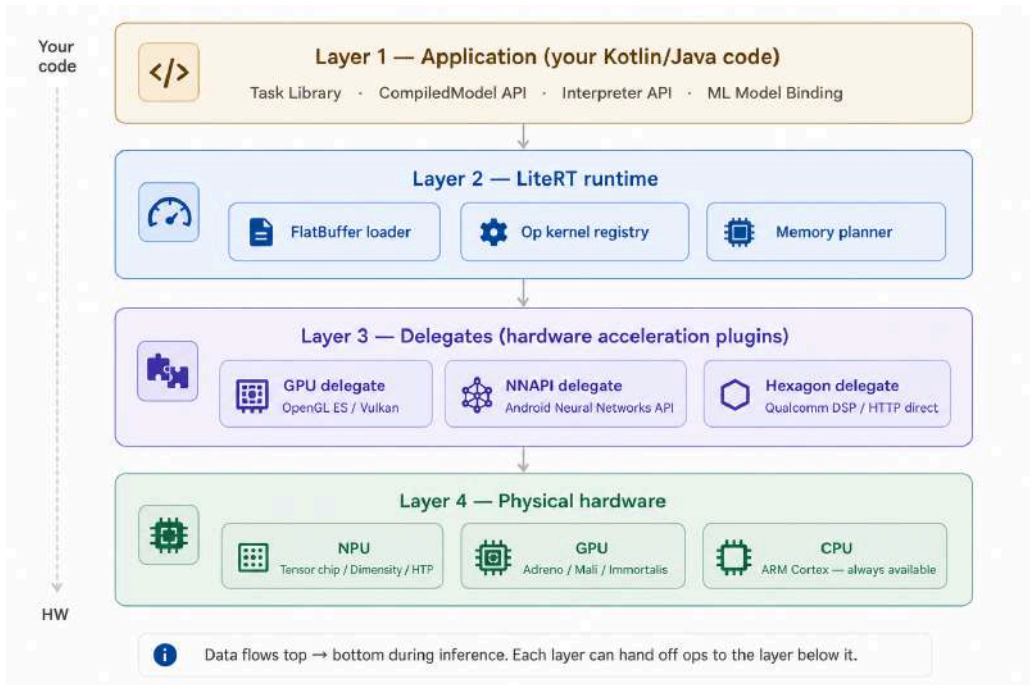 Your
code
Layer 1 — Application (your Kotlin/Java code)
Task Library · CompiledModel API · Interpreter API · ML Model Binding
Layer 2 — LiteRT runtime
FlatBuffer loader
Op kernel registry
Memory planner
Layer 3 — Delegates (hardware acceleration plugins)
GPU delegate
OpenGL ES / Vulkan
NNAPI delegate
Android Neural Networks API
Hexagon delegate
Qualcomm DSP / HTTP direct
Layer 4 — Physical hardware
NPU
Tensor chip / Dimensity / HTP
GPU
Adreno / Mali / Immortalis
CPU
ARM Cortex — always available
HW
Data flows top → bottom during inference. Each layer can hand off ops to the layer below it.